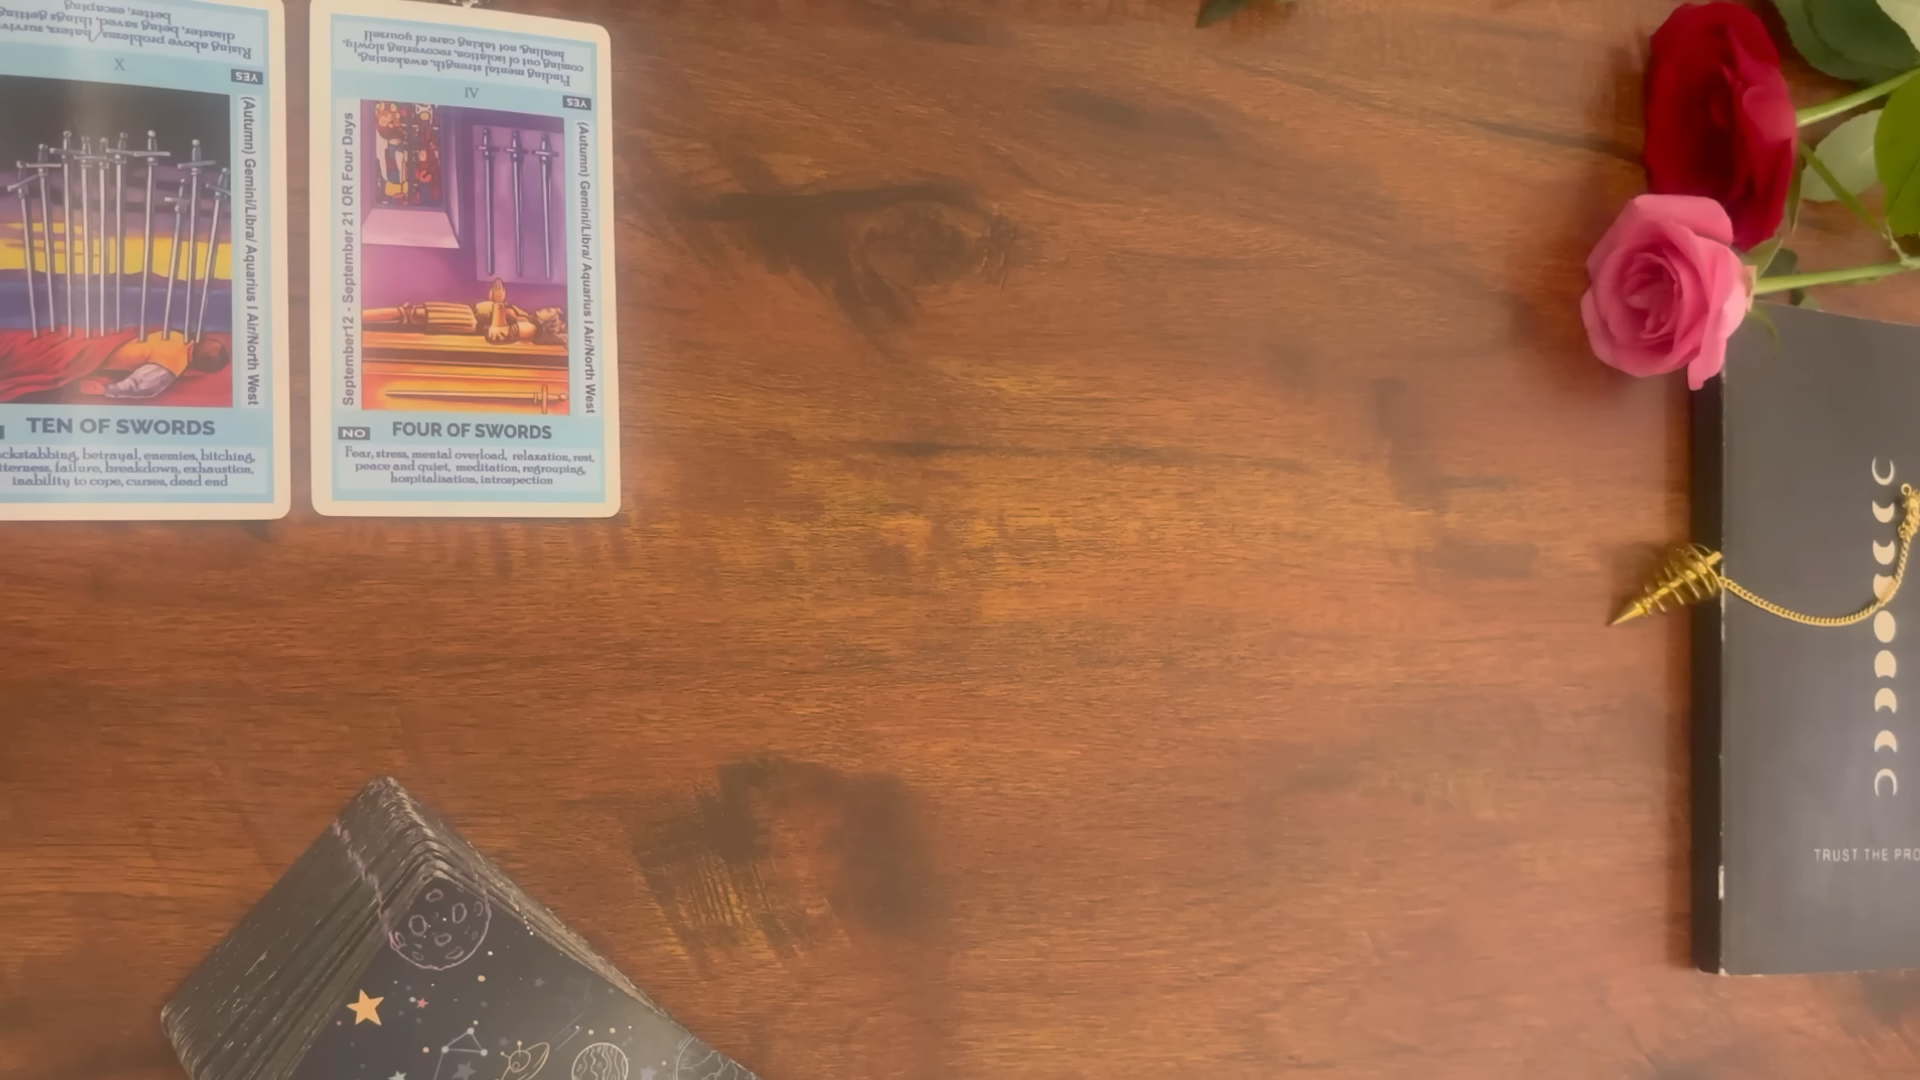 better, escaping
disaster, being saved, things getting
Rising above problems/haters, survivi
X
YES
(Autumn) Gemini/Libra/ Aquarius I Air/North West
TEN OF SWORDS
ckstabbing, betrayal, enemies, bitching,
tterness, failure, breakdown, exhaustion,
inability to cope, curses, dead end
Finding mental strength, awakening,
coming out of isolation, recovering slowly,
healing, not taking care of yourself
IV
YES
September12 - September 21 OR Four Days
(Autumn) Gemini/Libra/ Aquarius I Air/North West
NO
FOUR OF SWORDS
Fear, stress, mental overload, relaxation, rest,
peace and quiet, meditation, regrouping,
hospitalisation, introspection
TRUST THE PRO